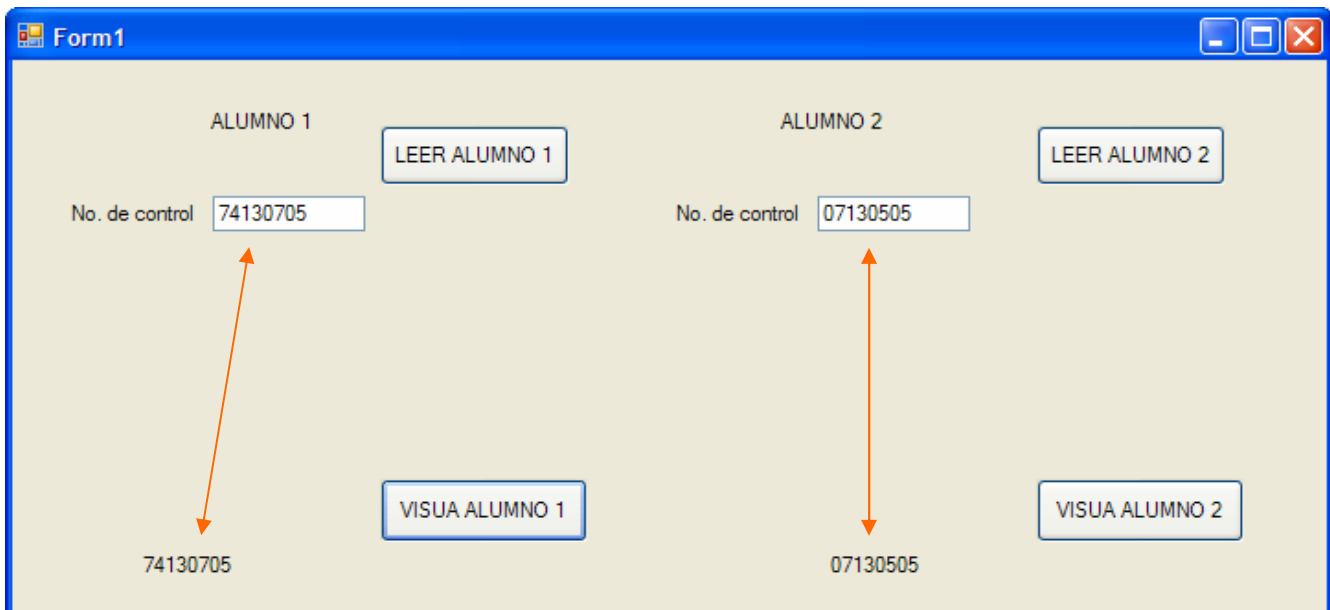 Form1
ALUMNO 1
LEER ALUMNO 1
No. de control 74130705
VISUA ALUMNO 1
74130705
ALUMNO 2
LEER ALUMNO 2
No. de control 07130505
VISUA ALUMNO 2
07130505